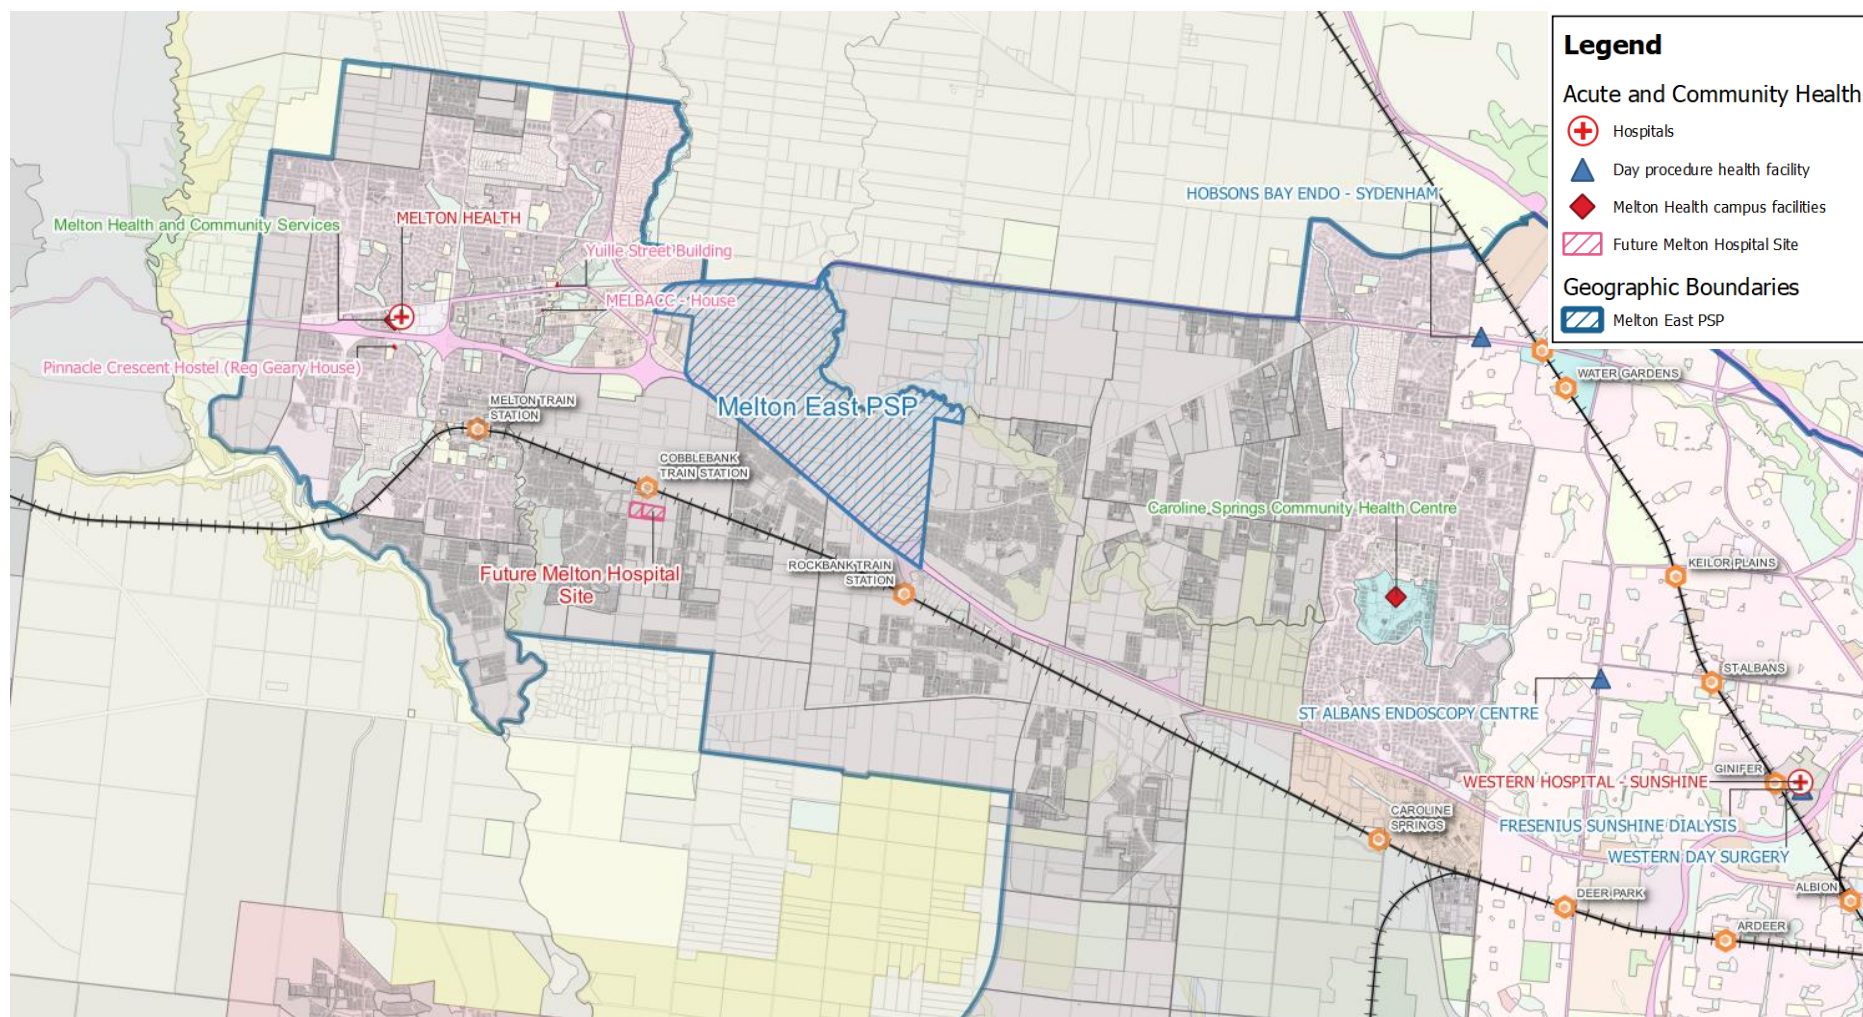 Legend
Acute and Community Health
Hospitals
Day procedure health facility
Melton Health campus facilities
Future Melton Hospital Site
Geographic Boundaries
Melton East PSP
HOBSONS BAY ENDO - SYDENHAM
MELTON HEALTH
Melton Health and Community Services
Yuille Street Building
MELBACC - House
Pinnacle Crescent Hostel (Reg Geary House)
WATER GARDENS
MELTON TRAIN
STATION
Melton East PSP
COBBLEBANK
TRAIN STATION
Caroline Springs Community Health Centre
ROCKBANK TRAIN
STATION
KEILOR PLAINS
Future Melton Hospital
Site
ST ALBANS
ST ALBANS ENDOSCOPY CENTRE
GINIFER
WESTERN HOSPITAL - SUNSHINE
CAROLINE
SPRINGS
FRESENIUS SUNSHINE DIALYSIS
WESTERN DAY SURGERY
ALBION
DEER PARK
ARDEER